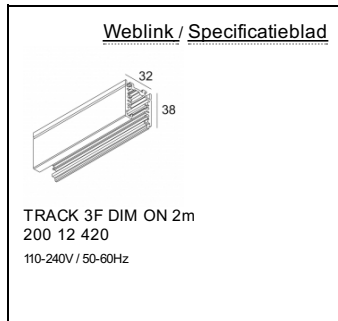 Weblink / Specificatieblad
32
38
TRACK 3F DIM ON 2m
200 12 420
110-240V / 50-60Hz